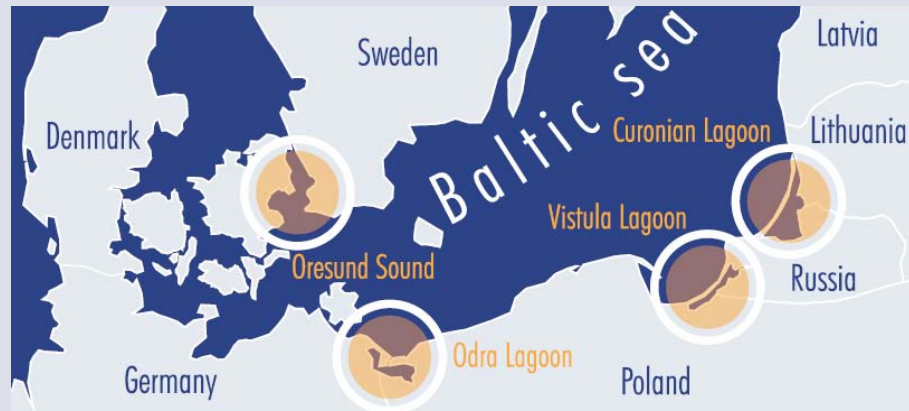 Sweden
Latvia
Baltic sea
Denmark
Curonian Lagoon
Lithuania
Vistula Lagoon
Oresund Sound
Russia
Odra Lagoon
Germany
Poland